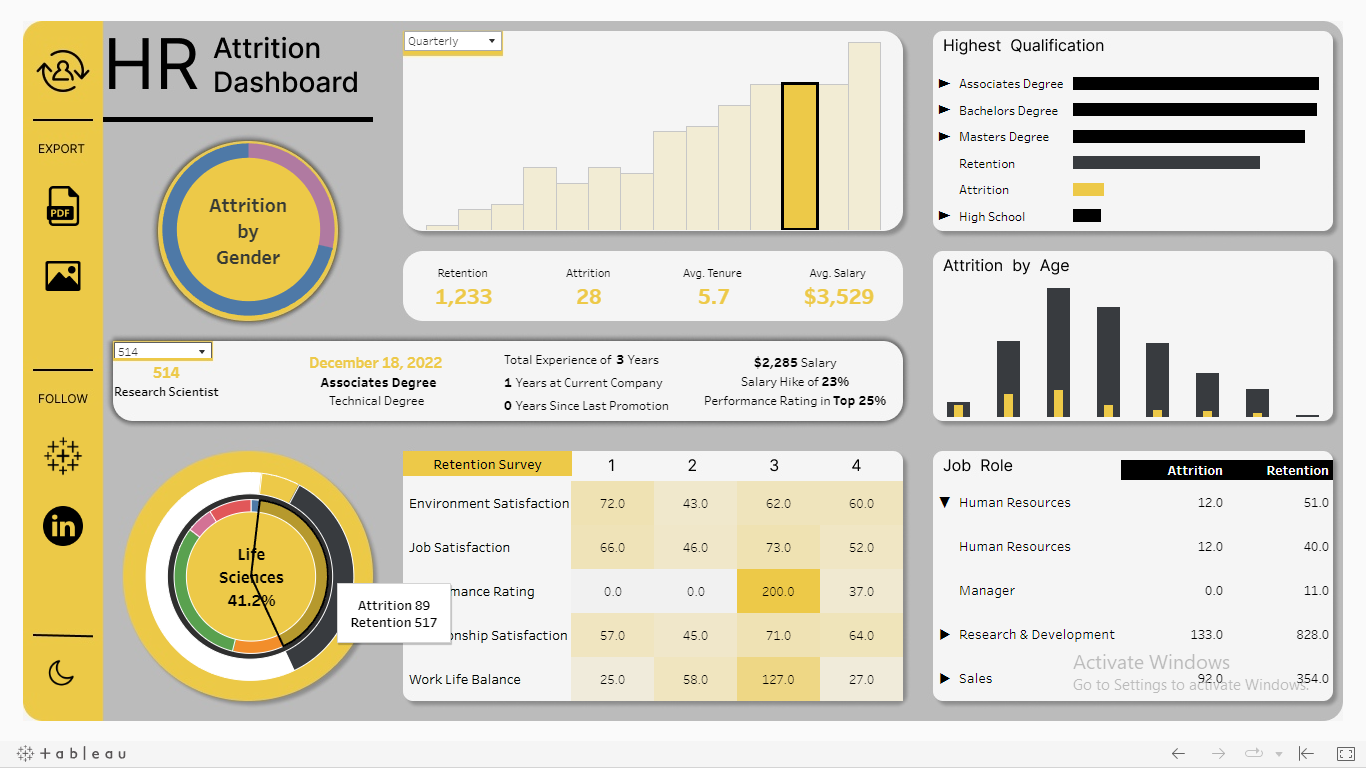 HR Attrition
Dashboard
EXPORT
PDF
FOLLOW
in
Attrition
by
Gender
Quarterly
Retention Attrition Avg. Tenure Avg. Salary
1,233 28 5.7 $3,529
514
514
Research Scientist
December 18, 2022
Associates Degree
Technical Degree
Total Experience of 3 Years
1 Years at Current Company
0 Years Since Last Promotion
$2,285 Salary
Salary Hike of 23%
Performance Rating in Top 25%
Life
Sciences
41.2%
Attrition 89
Retention 517
Retention Survey 1 2 3 4
Environment Satisfaction 72.0 43.0 62.0 60.0
Job Satisfaction 66.0 46.0 73.0 52.0
mance Rating 0.0 0.0 200.0 37.0
onship Satisfaction 57.0 45.0 71.0 64.0
Work Life Balance 25.0 58.0 127.0 27.0
Highest Qualification
Associates Degree
Bachelors Degree
Masters Degree
Retention
Attrition
High School
Attrition by Age
Job Role Attrition Retention
Human Resources 12.0 51.0
Human Resources 12.0 40.0
Manager 0.0 11.0
Research & Development 133.0 828.0
Sales 92.0 354.0
Activate Windows
Go to Settings to activate Windows.
+ableau